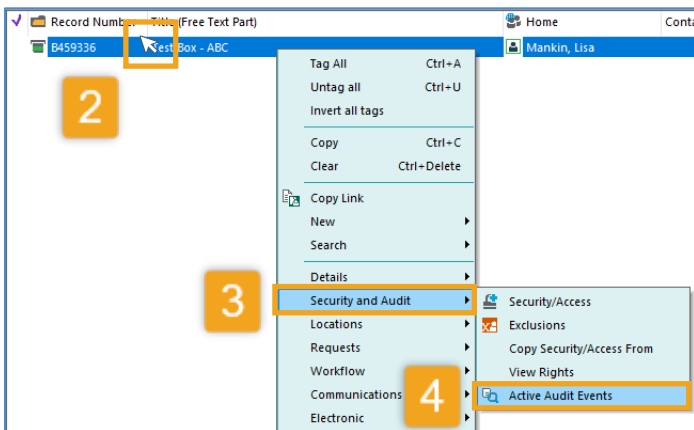 Record Number Title (Free Text Part) Home
B459336 Test Box - ABC Mankin, Lisa
2
Tag All Ctrl+A
Untag all Ctrl+U
Invert all tags
Copy Ctrl+C
Clear Ctrl+Delete
Copy Link
New
Search
Details
3
Security and Audit
Locations
Requests
Workflow
Communications
Electronic
Security/Access
Exclusions
Copy Security/Access From
View Rights
4
Active Audit Events